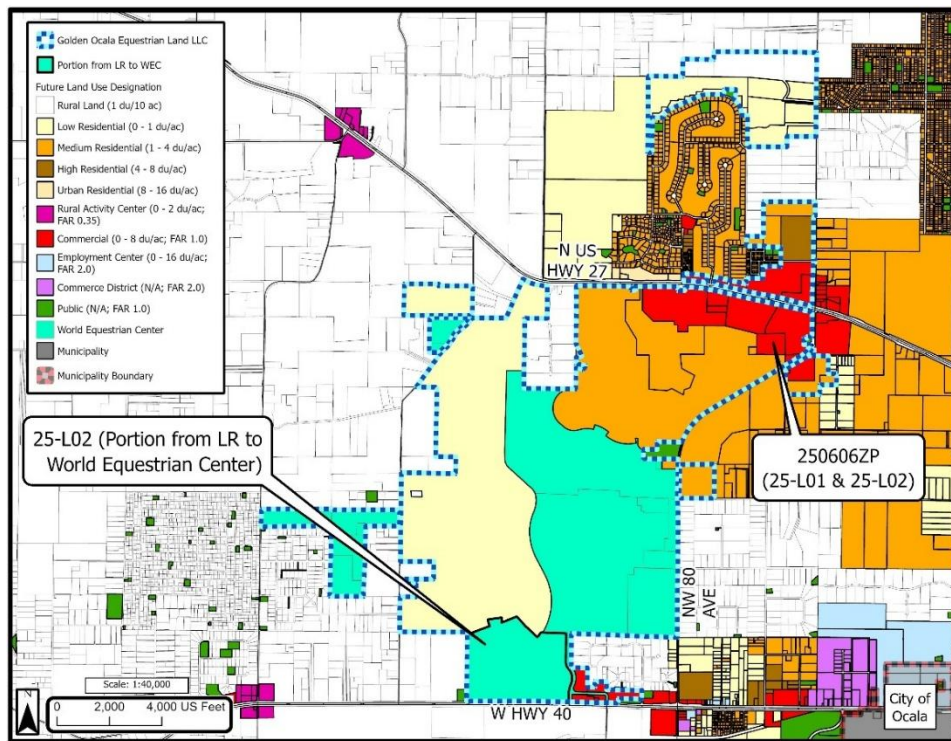 Golden Ocala Equestrian Land LLC
Portion from LR to WEC
Future Land Use Designation
Rural Land (1 du/10 ac)
Low Residential (0 - 1 du/ac)
Medium Residential (1 - 4 du/ac)
High Residential (4 - 8 du/ac)
Urban Residential (8 - 16 du/ac)
Rural Activity Center (0 - 2 du/ac;
FAR 0.35)
Commercial (0 - 8 du/ac; FAR 1.0)
Employment Center (0 - 16 du/ac;
FAR 2.0)
Commerce District (N/A; FAR 2.0)
Public (N/A; FAR 1.0)
World Equestrian Center
Municipality
Municipality Boundary
N US
HWY 27
25-L02 (Portion from LR to
World Equestrian Center)
250606ZP
(25-L01 & 25-L02)
NW 80
AVE
N
Scale: 1:40,000
0 2,000 4,000 US Feet
W HWY 40
City of
Ocala